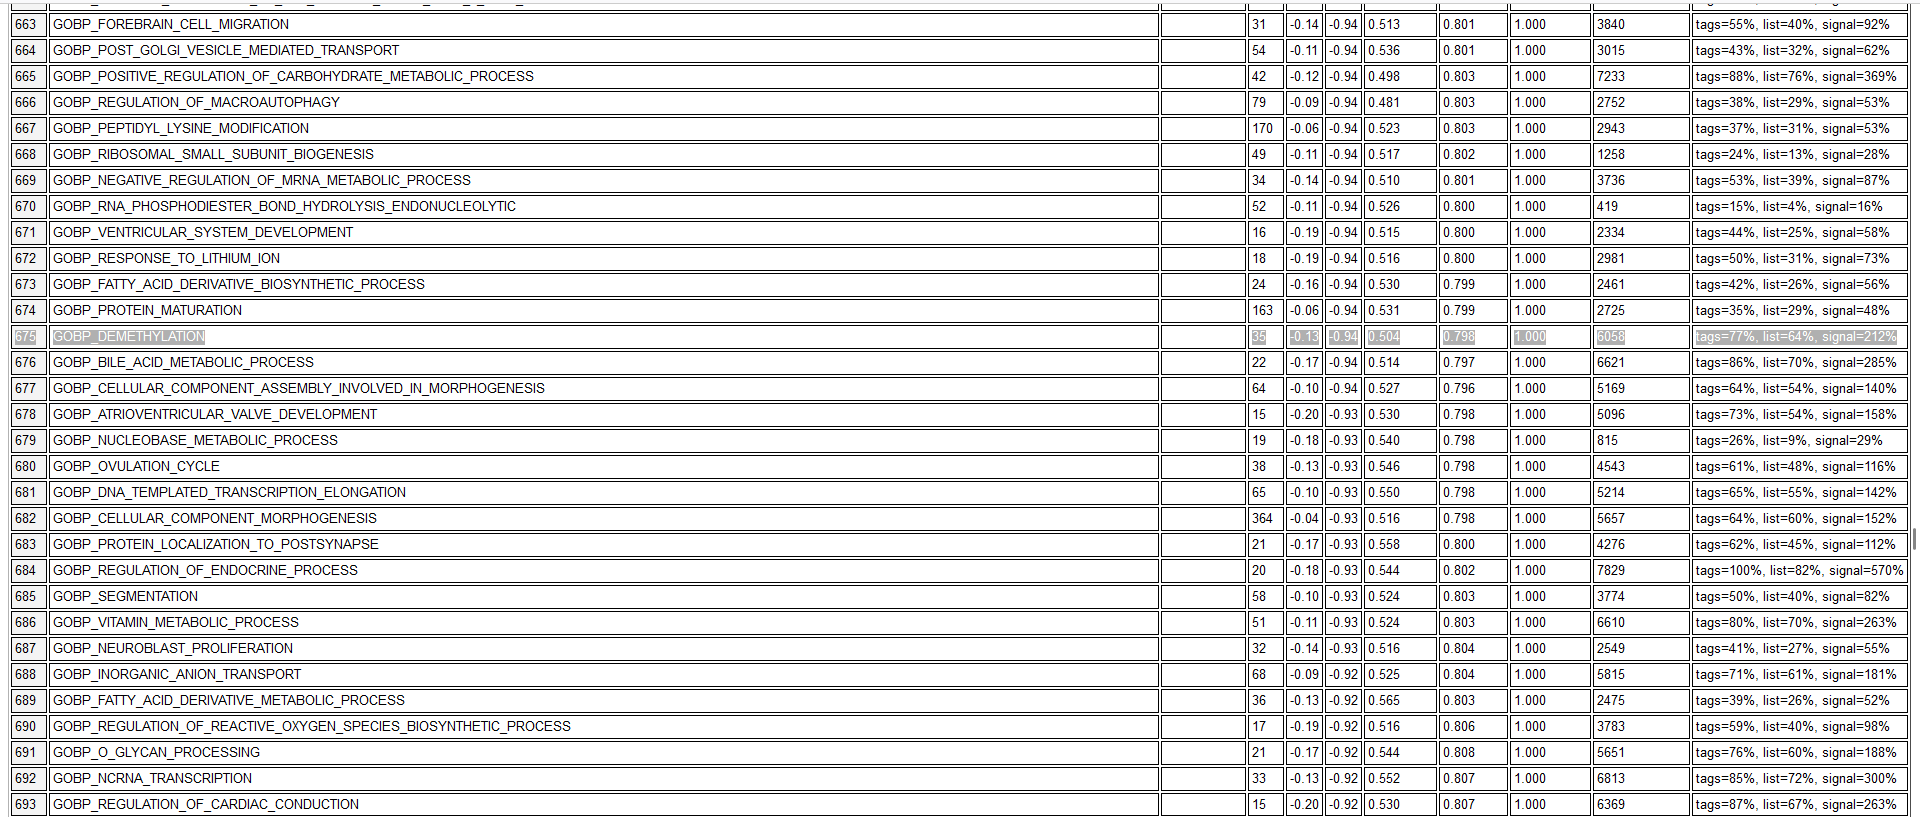 663 GOBP_FOREBRAIN_CELL_MIGRATION 31 -0.14 -0.94 0.513 0.801 1.000 3840 tags=55%, list=40%, signal=92%
664 GOBP_POST_GOLGI_VESICLE_MEDIATED_TRANSPORT 54 -0.11 -0.94 0.536 0.801 1.000 3015 tags=43%, list=32%, signal=62%
665 GOBP_POSITIVE_REGULATION_OF_CARBOHYDRATE_METABOLIC_PROCESS 42 -0.12 -0.94 0.498 0.803 1.000 7233 tags=88%, list=76%, signal=369%
666 GOBP_REGULATION_OF_MACROAUTOPHAGY 79 -0.09 -0.94 0.481 0.803 1.000 2752 tags=38%, list=29%, signal=53%
667 GOBP_PEPTIDYL_LYSINE_MODIFICATION 170 -0.06 -0.94 0.523 0.803 1.000 2943 tags=37%, list=31%, signal=53%
668 GOBP_RIBOSOMAL_SMALL_SUBUNIT_BIOGENESIS 49 -0.11 -0.94 0.517 0.802 1.000 1258 tags=24%, list=13%, signal=28%
669 GOBP_NEGATIVE_REGULATION_OF_MRNA_METABOLIC_PROCESS 34 -0.14 -0.94 0.510 0.801 1.000 3736 tags=53%, list=39%, signal=87%
670 GOBP_RNA_PHOSPHODIESTER_BOND_HYDROLYSIS_ENDONUCLEOLYTIC 52 -0.11 -0.94 0.526 0.800 1.000 419 tags=15%, list=4%, signal=16%
671 GOBP_VENTRICULAR_SYSTEM_DEVELOPMENT 16 -0.19 -0.94 0.515 0.800 1.000 2334 tags=44%, list=25%, signal=58%
672 GOBP_RESPONSE_TO_LITHIUM_ION 18 -0.19 -0.94 0.516 0.800 1.000 2981 tags=50%, list=31%, signal=73%
673 GOBP_FATTY_ACID_DERIVATIVE_BIOSYNTHETIC_PROCESS 24 -0.16 -0.94 0.530 0.799 1.000 2461 tags=42%, list=26%, signal=56%
674 GOBP_PROTEIN_MATURATION 163 -0.06 -0.94 0.531 0.799 1.000 2725 tags=35%, list=29%, signal=48%
675 GOBP_DEMETHYLATION 35 -0.13 -0.94 0.504 0.798 1.000 6058 tags=77%, list=64%, signal=212%
676 GOBP_BILE_ACID_METABOLIC_PROCESS 22 -0.17 -0.94 0.514 0.797 1.000 6621 tags=86%, list=70%, signal=285%
677 GOBP_CELLULAR_COMPONENT_ASSEMBLY_INVOLVED_IN_MORPHOGENESIS 64 -0.10 -0.94 0.527 0.796 1.000 5169 tags=64%, list=54%, signal=140%
678 GOBP_ATRIOVENTRICULAR_VALVE_DEVELOPMENT 15 -0.20 -0.93 0.530 0.798 1.000 5096 tags=73%, list=54%, signal=158%
679 GOBP_NUCLEOBASE_METABOLIC_PROCESS 19 -0.18 -0.93 0.540 0.798 1.000 815 tags=26%, list=9%, signal=29%
680 GOBP_OVULATION_CYCLE 38 -0.13 -0.93 0.546 0.798 1.000 4543 tags=61%, list=48%, signal=116%
681 GOBP_DNA_TEMPLATED_TRANSCRIPTION_ELONGATION 65 -0.10 -0.93 0.550 0.798 1.000 5214 tags=65%, list=55%, signal=142%
682 GOBP_CELLULAR_COMPONENT_MORPHOGENESIS 364 -0.04 -0.93 0.516 0.798 1.000 5657 tags=64%, list=60%, signal=152%
683 GOBP_PROTEIN_LOCALIZATION_TO_POSTSYNAPSE 21 -0.17 -0.93 0.558 0.800 1.000 4276 tags=62%, list=45%, signal=112%
684 GOBP_REGULATION_OF_ENDOCRINE_PROCESS 20 -0.18 -0.93 0.544 0.802 1.000 7829 tags=100%, list=82%, signal=570%
685 GOBP_SEGMENTATION 58 -0.10 -0.93 0.524 0.803 1.000 3774 tags=50%, list=40%, signal=82%
686 GOBP_VITAMIN_METABOLIC_PROCESS 51 -0.11 -0.93 0.524 0.803 1.000 6610 tags=80%, list=70%, signal=263%
687 GOBP_NEUROBLAST_PROLIFERATION 32 -0.14 -0.93 0.516 0.804 1.000 2549 tags=41%, list=27%, signal=55%
688 GOBP_INORGANIC_ANION_TRANSPORT 68 -0.09 -0.92 0.525 0.804 1.000 5815 tags=71%, list=61%, signal=181%
689 GOBP_FATTY_ACID_DERIVATIVE_METABOLIC_PROCESS 36 -0.13 -0.92 0.565 0.803 1.000 2475 tags=39%, list=26%, signal=52%
690 GOBP_REGULATION_OF_REACTIVE_OXYGEN_SPECIES_BIOSYNTHETIC_PROCESS 17 -0.19 -0.92 0.516 0.806 1.000 3783 tags=59%, list=40%, signal=98%
691 GOBP_O_GLYCAN_PROCESSING 21 -0.17 -0.92 0.544 0.808 1.000 5651 tags=76%, list=60%, signal=188%
692 GOBP_NCRNA_TRANSCRIPTION 33 -0.13 -0.92 0.552 0.807 1.000 6813 tags=85%, list=72%, signal=300%
693 GOBP_REGULATION_OF_CARDIAC_CONDUCTION 15 -0.20 -0.92 0.530 0.807 1.000 6369 tags=87%, list=67%, signal=263%